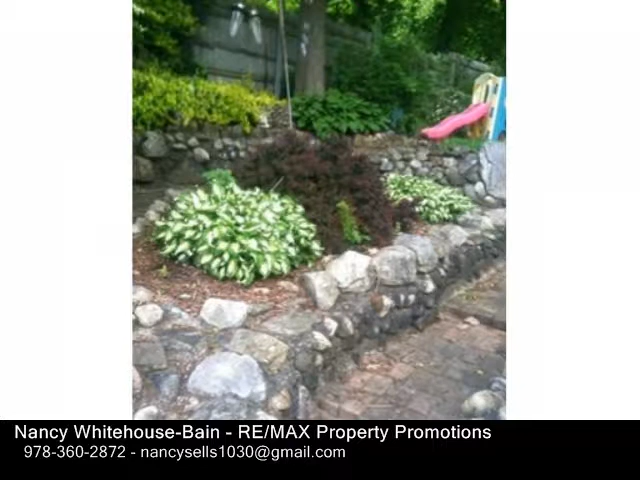 Nancy Whitehouse-Bain - RE/MAX Property Promotions
978-360-2872 - nancysells1030@gmail.com